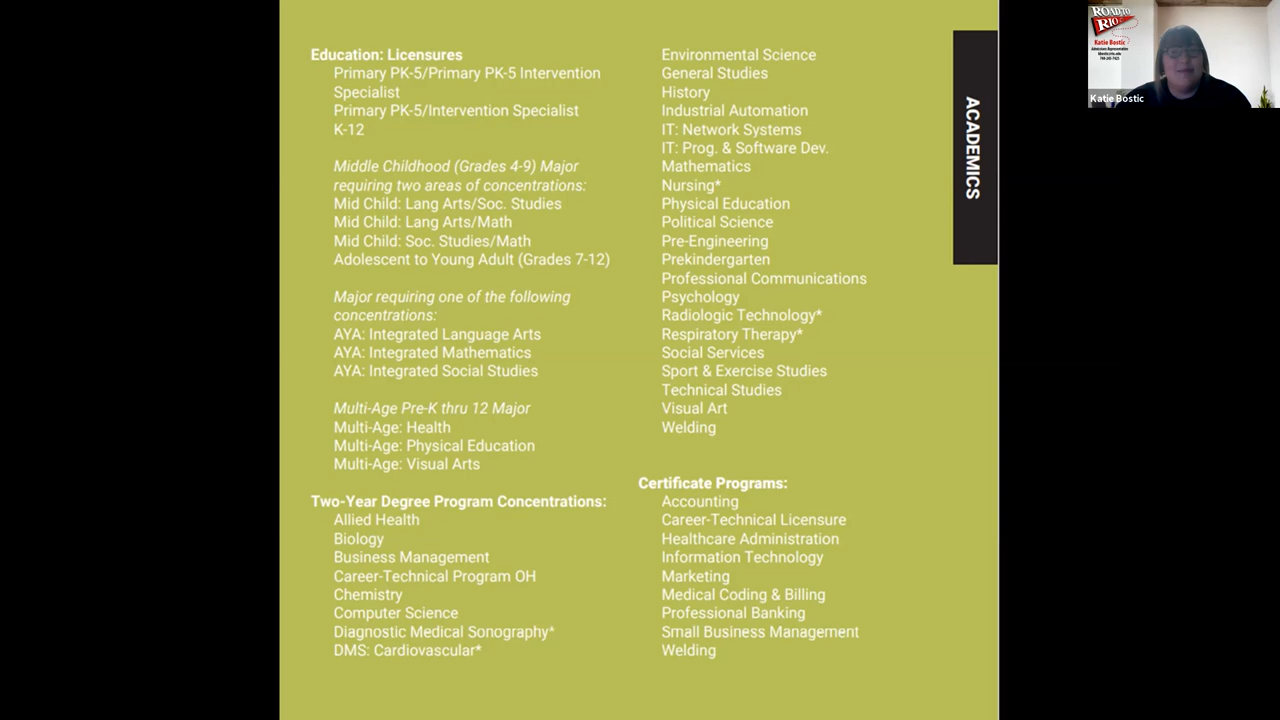 Education: Licensures
Primary PK-5/Primary PK-5 Intervention
Specialist
Primary PK-5/Intervention Specialist
K-12
Middle Childhood (Grades 4-9) Major
requiring two areas of concentrations:
Mid Child: Lang Arts/Soc. Studies
Mid Child: Lang Arts/Math
Mid Child: Soc. Studies/Math
Adolescent to Young Adult (Grades 7-12)
Major requiring one of the following
concentrations:
AYA: Integrated Language Arts
AYA: Integrated Mathematics
AYA: Integrated Social Studies
Multi-Age Pre-K thru 12 Major
Multi-Age: Health
Multi-Age: Physical Education
Multi-Age: Visual Arts
Two-Year Degree Program Concentrations:
Allied Health
Biology
Business Management
Career-Technical Program OH
Chemistry
Computer Science
Diagnostic Medical Sonography*
DMS: Cardiovascular*
Environmental Science
General Studies
History
Industrial Automation
IT: Network Systems
IT: Prog. & Software Dev.
Mathematics
Nursing*
Physical Education
Political Science
Pre-Engineering
Prekindergarten
Professional Communications
Psychology
Radiologic Technology*
Respiratory Therapy*
Social Services
Sport & Exercise Studies
Technical Studies
Visual Art
Welding
Certificate Programs:
Accounting
Career-Technical Licensure
Healthcare Administration
Information Technology
Marketing
Medical Coding & Billing
Professional Banking
Small Business Management
Welding
ACADEMICS
ROAD TO
RIO
Katie Bostic
Admissions Representative
Katie Bostic